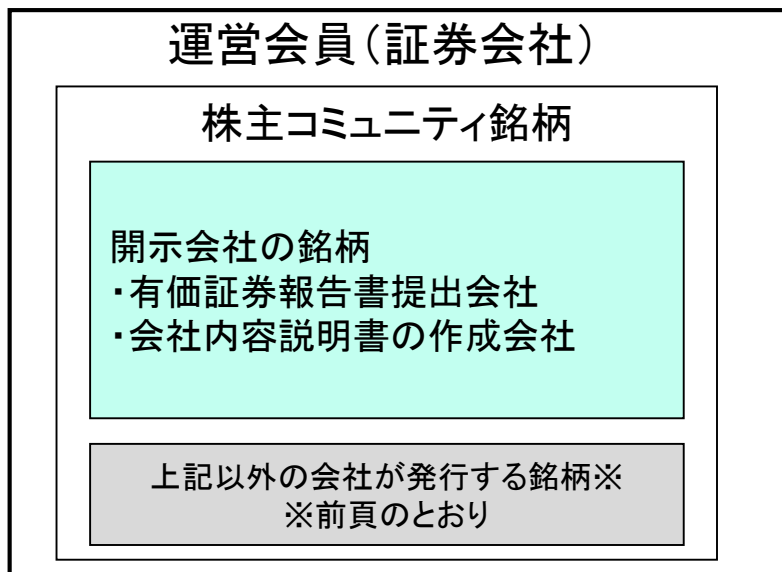 運営会員（証券会社）
株主コミュニティ銘柄
開示会社の銘柄
・有価証券報告書提出会社
・会社内容説明書の作成会社
上記以外の会社が発行する銘柄※
※前頁のとおり